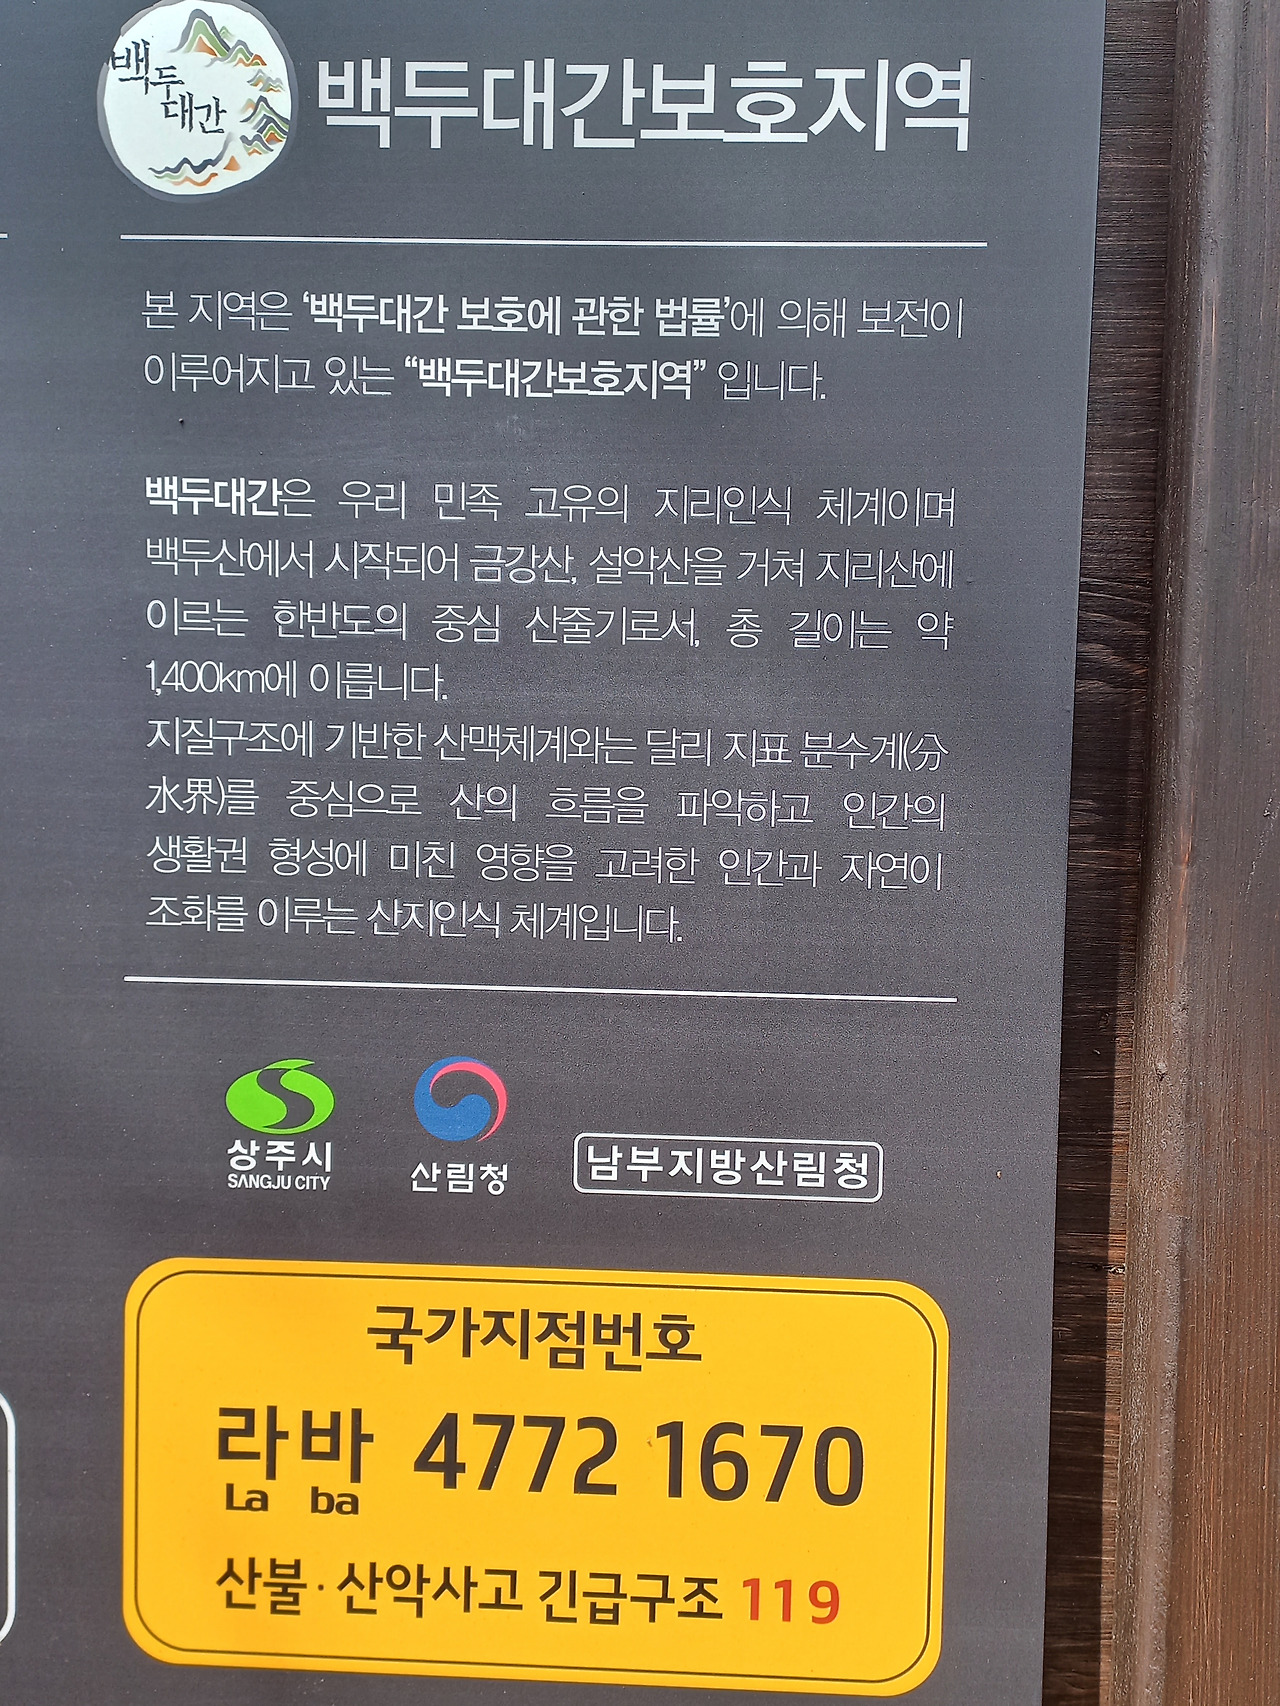 백두대간
백두대간보호지역
본 지역은 ‘백두대간 보호에 관한 법률’에 의해 보전이
이루어지고 있는 “백두대간보호지역” 입니다.
백두대간은 우리 민족 고유의 지리인식 체계이며
백두산에서 시작되어 금강산, 설악산을 거쳐 지리산에
이르는 한반도의 중심 산줄기로서, 총 길이는 약
1,400km에 이릅니다.
지질구조에 기반한 산맥체계와는 달리 지표 분수계(分
水界)를 중심으로 산의 흐름을 파악하고 인간의
생활권 형성에 미친 영향을 고려한 인간과 자연이
조화를 이루는 산지인식 체계입니다.
상주시 산림청 남부지방산림청
SANGJU CITY
국가지점번호
라바 4772 1670
La ba
산불·산악사고 긴급구조 119